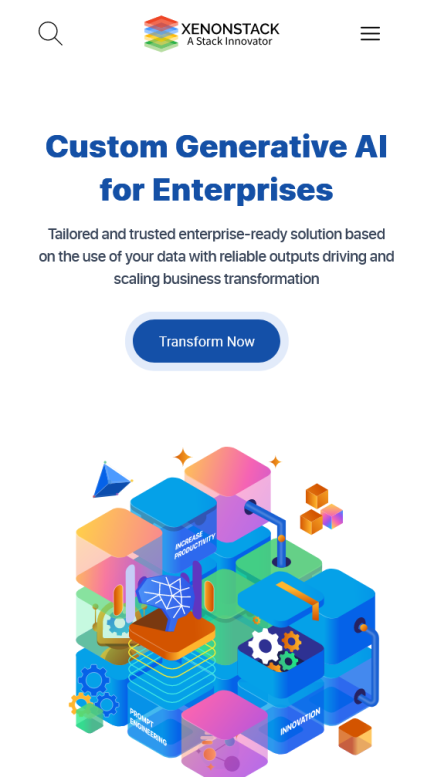 XENONSTACK
A Stack Innovator
Custom Generative AI
for Enterprises
Tailored and trusted enterprise-ready solution based
on the use of your data with reliable outputs driving and
scaling business transformation
Transform Now
INCREASE
PRODUCTIVITY
PROMPT
ENGINEERING
INNOVATION